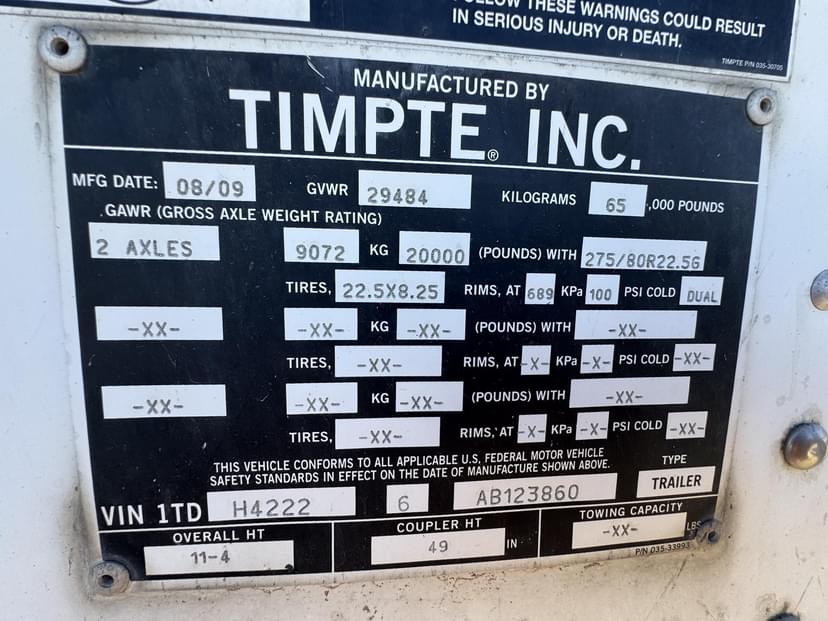 FOLLOW THESE WARNINGS COULD RESULT
IN SERIOUS INJURY OR DEATH.
TIMPTE P/N 035-30705
MANUFACTURED BY
TIMPTE® INC.
MFG DATE: 08/09 GVWR 29484 KILOGRAMS 65 ,000 POUNDS
GAWR (GROSS AXLE WEIGHT RATING)
2 AXLES 9072 KG 20000 (POUNDS) WITH 275/80R22.5G
TIRES, 22.5X8.25 RIMS, AT 689 KPa 100 PSI COLD DUAL
-XX- -XX- KG -XX- (POUNDS) WITH -XX-
TIRES, -XX- RIMS, AT -X- KPa -X- PSI COLD -XX-
-XX- -XX- KG -XX- (POUNDS) WITH -XX-
TIRES, -XX- RIMS, AT -X- KPa -X- PSI COLD -XX-
THIS VEHICLE CONFORMS TO ALL APPLICABLE U.S. FEDERAL MOTOR VEHICLE
SAFETY STANDARDS IN EFFECT ON THE DATE OF MANUFACTURE SHOWN ABOVE.
TYPE
VIN 1TD H4222 6 AB123860 TRAILER
OVERALL HT COUPLER HT TOWING CAPACITY
11-4 49 IN -XX- LBS
P/N 035-33993